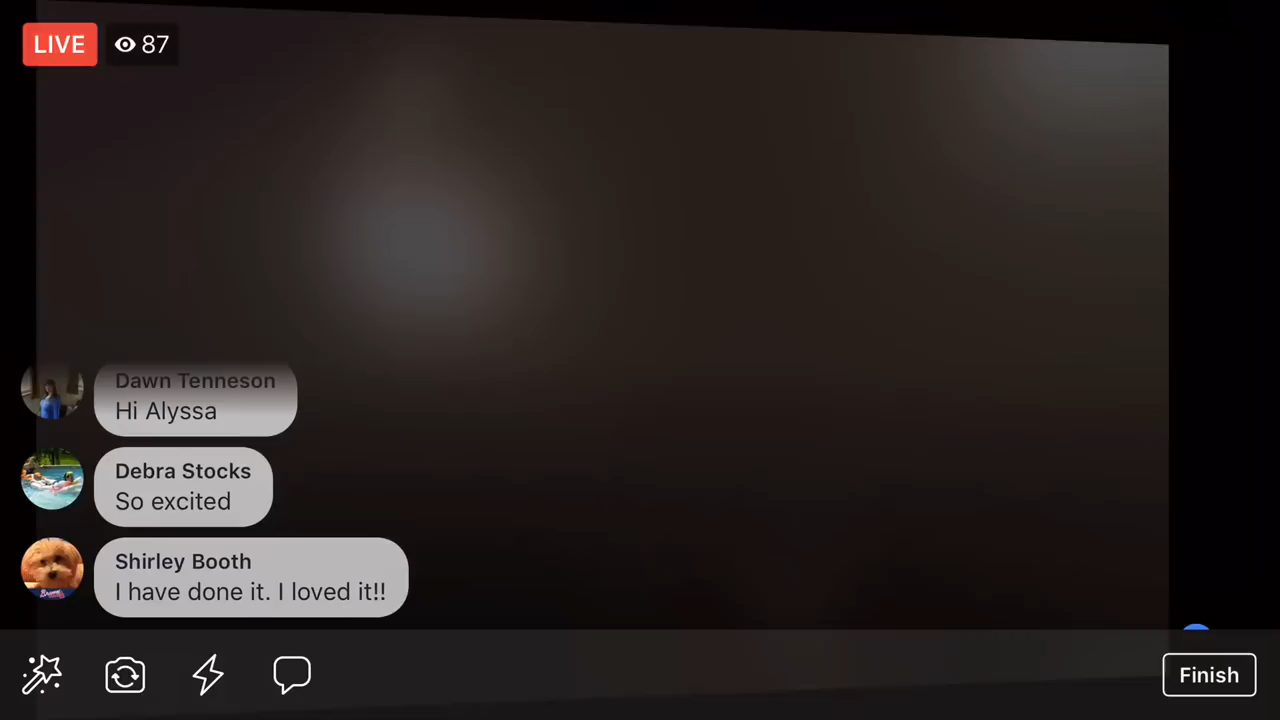 LIVE
87
Dawn Tenneson
Hi Alyssa
Debra Stocks
So excited
Shirley Booth
I have done it. I loved it!!
Finish